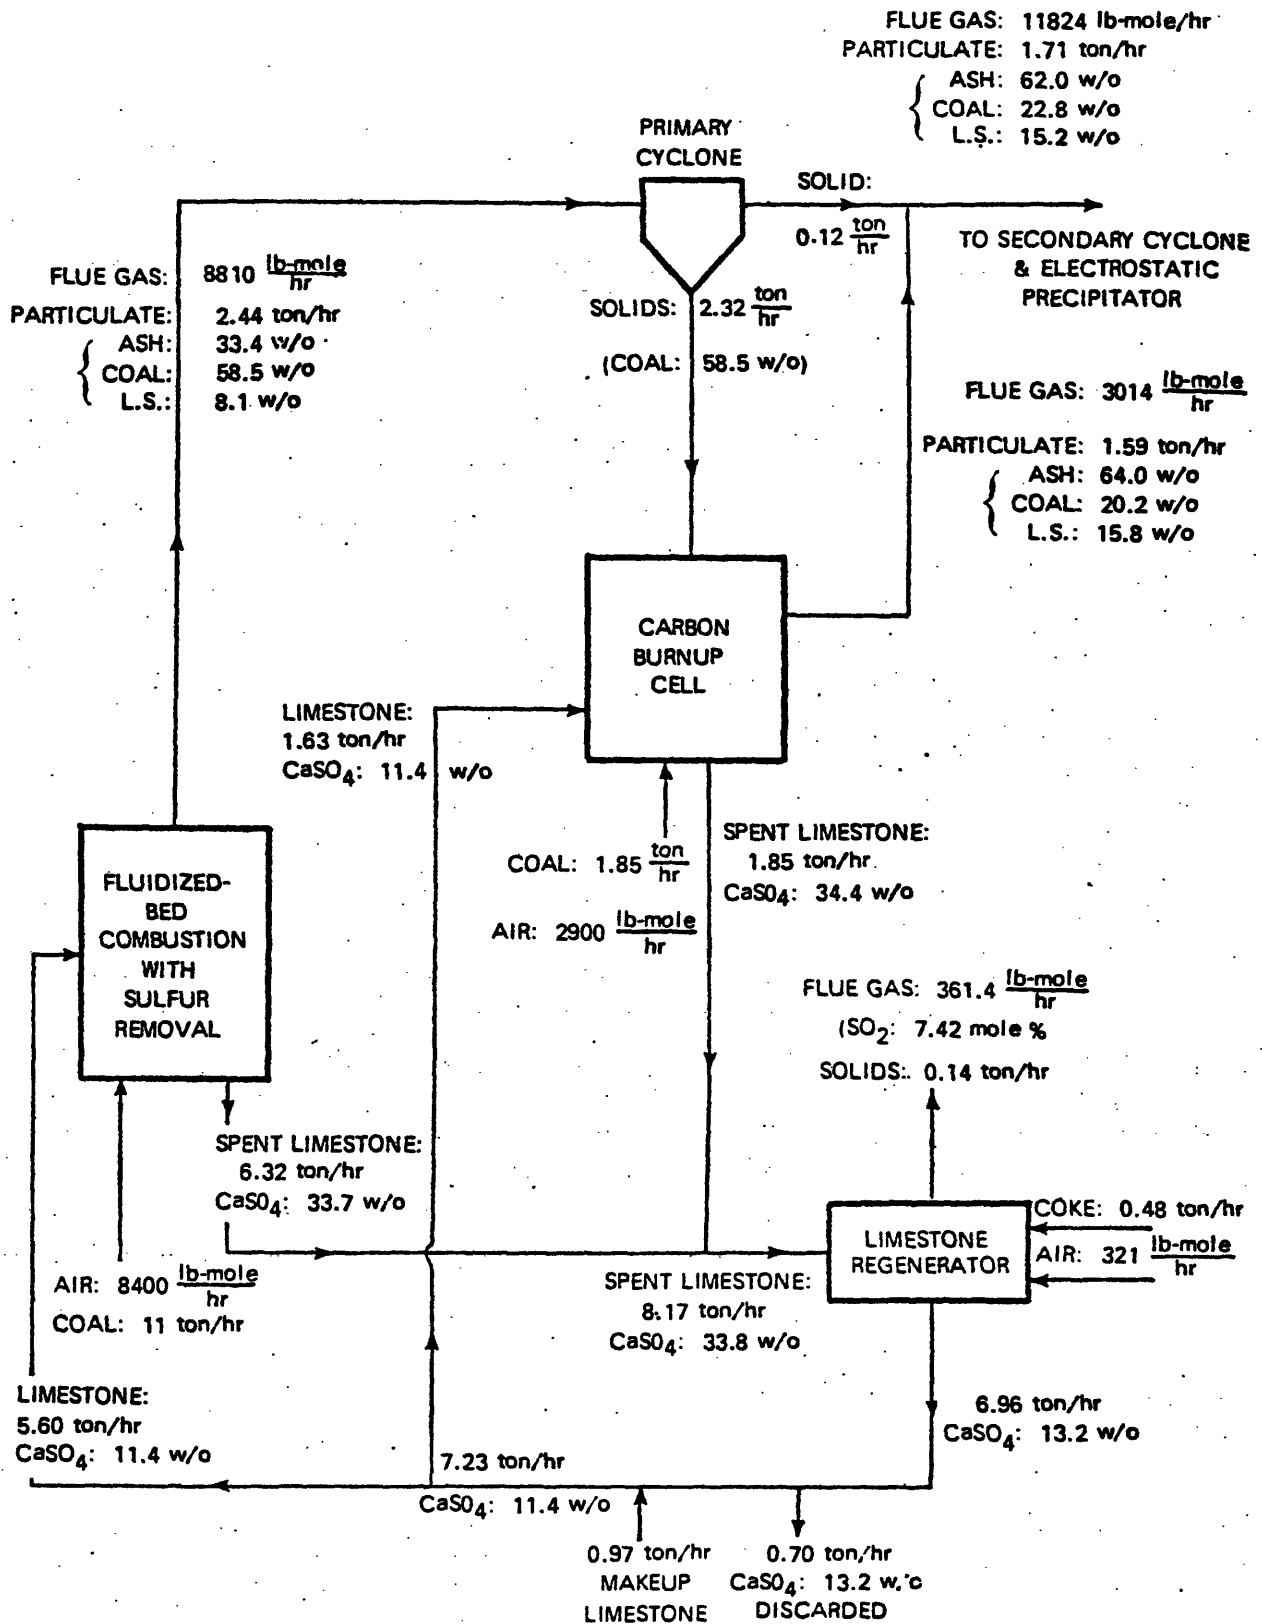 FLUE GAS: 11824 lb-mole/hr
PARTICULATE: 1.71 ton/hr
ASH: 62.0 w/o
COAL: 22.8 w/o
L.S.: 15.2 w/o
PRIMARY
CYCLONE
SOLID:
0.12 ton/hr
TO SECONDARY CYCLONE
& ELECTROSTATIC
PRECIPITATOR
FLUE GAS: 8810 lb-mole/hr
PARTICULATE: 2.44 ton/hr
ASH: 33.4 w/o
COAL: 58.5 w/o
L.S.: 8.1 w/o
SOLIDS: 2.32 ton/hr
(COAL: 58.5 w/o)
FLUE GAS: 3014 lb-mole/hr
PARTICULATE: 1.59 ton/hr
ASH: 64.0 w/o
COAL: 20.2 w/o
L.S.: 15.8 w/o
CARBON
BURNUP
CELL
LIMESTONE:
1.63 ton/hr
CaSO4: 11.4 w/o
COAL: 1.85 ton/hr
AIR: 2900 lb-mole/hr
SPENT LIMESTONE:
1.85 ton/hr
CaSO4: 34.4 w/o
FLUIDIZED-
BED
COMBUSTION
WITH
SULFUR
REMOVAL
FLUE GAS: 361.4 lb-mole/hr
(SO2: 7.42 mole %
SOLIDS: 0.14 ton/hr
SPENT LIMESTONE:
6.32 ton/hr
CaSO4: 33.7 w/o
LIMESTONE
REGENERATOR
COKE: 0.48 ton/hr
AIR: 321 lb-mole/hr
AIR: 8400 lb-mole/hr
COAL: 11 ton/hr
SPENT LIMESTONE:
8.17 ton/hr
CaSO4: 33.8 w/o
LIMESTONE:
5.60 ton/hr
CaSO4: 11.4 w/o
6.96 ton/hr
CaSO4: 13.2 w/o
7.23 ton/hr
CaSO4: 11.4 w/o
0.97 ton/hr
MAKEUP
LIMESTONE
0.70 ton/hr
CaSO4: 13.2 w/o
DISCARDED